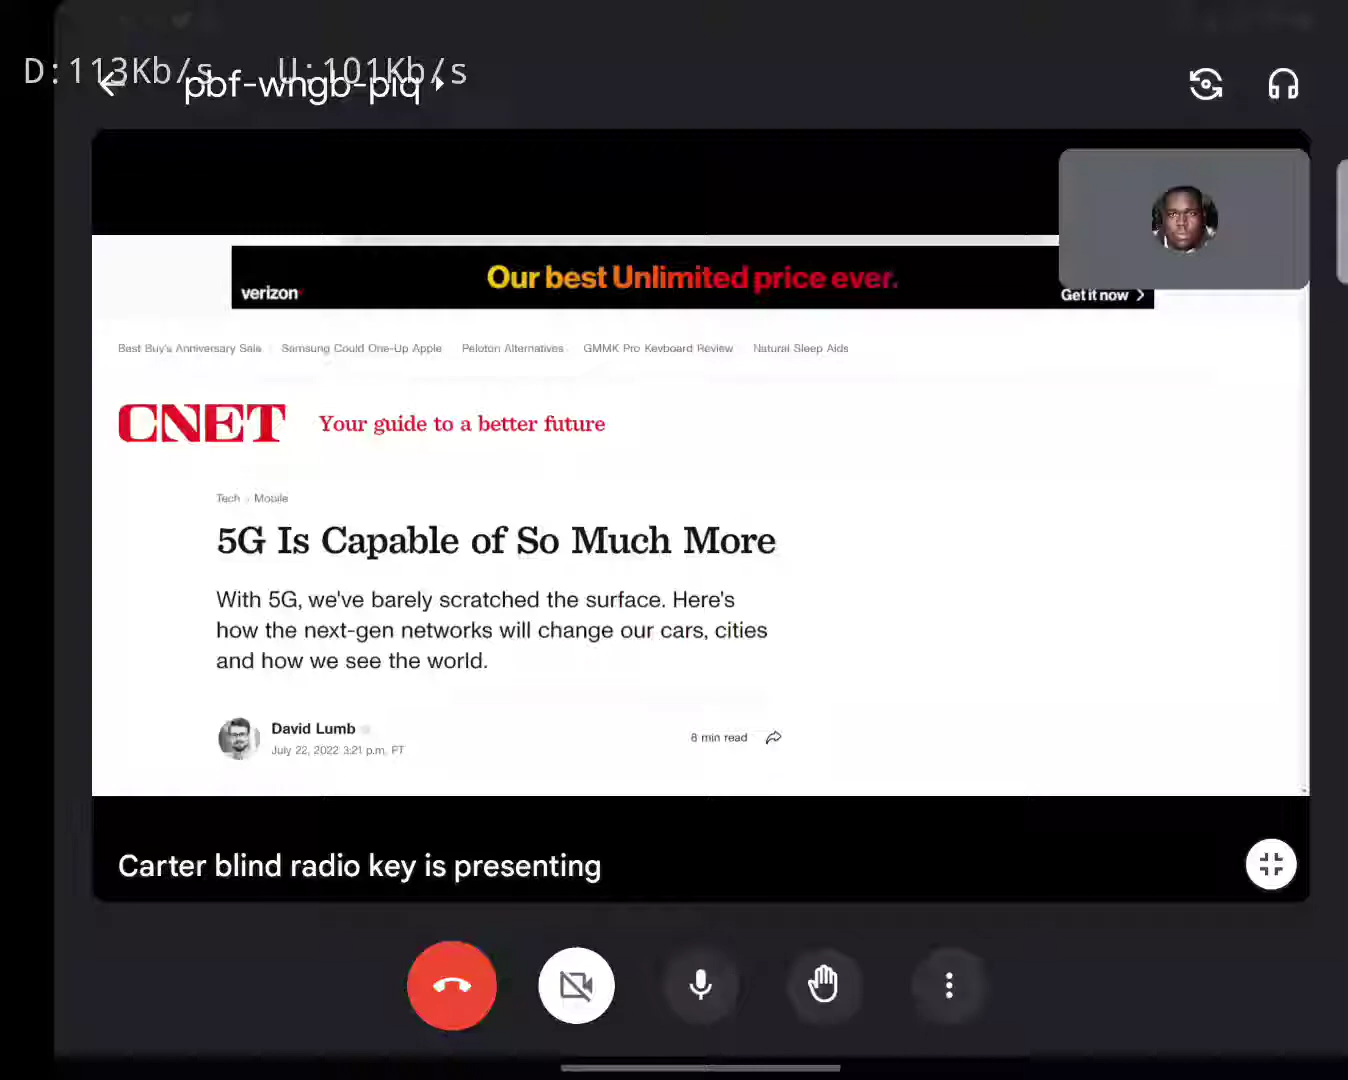 D:113Kb/s U:101Kb/s
pbf-wngb-piq
verizon
Our best Unlimited price ever.
Get it now
Best Buy's Anniversary Sale Samsung Could One-Up Apple Peloton Alternatives GMMK Pro Keyboard Review Natural Sleep Aids
CNET Your guide to a better future
Tech Mobile
5G Is Capable of So Much More
With 5G, we've barely scratched the surface. Here's
how the next-gen networks will change our cars, cities
and how we see the world.
David Lumb
July 22, 2022 3:21 p.m. PT
8 min read
Carter blind radio key is presenting